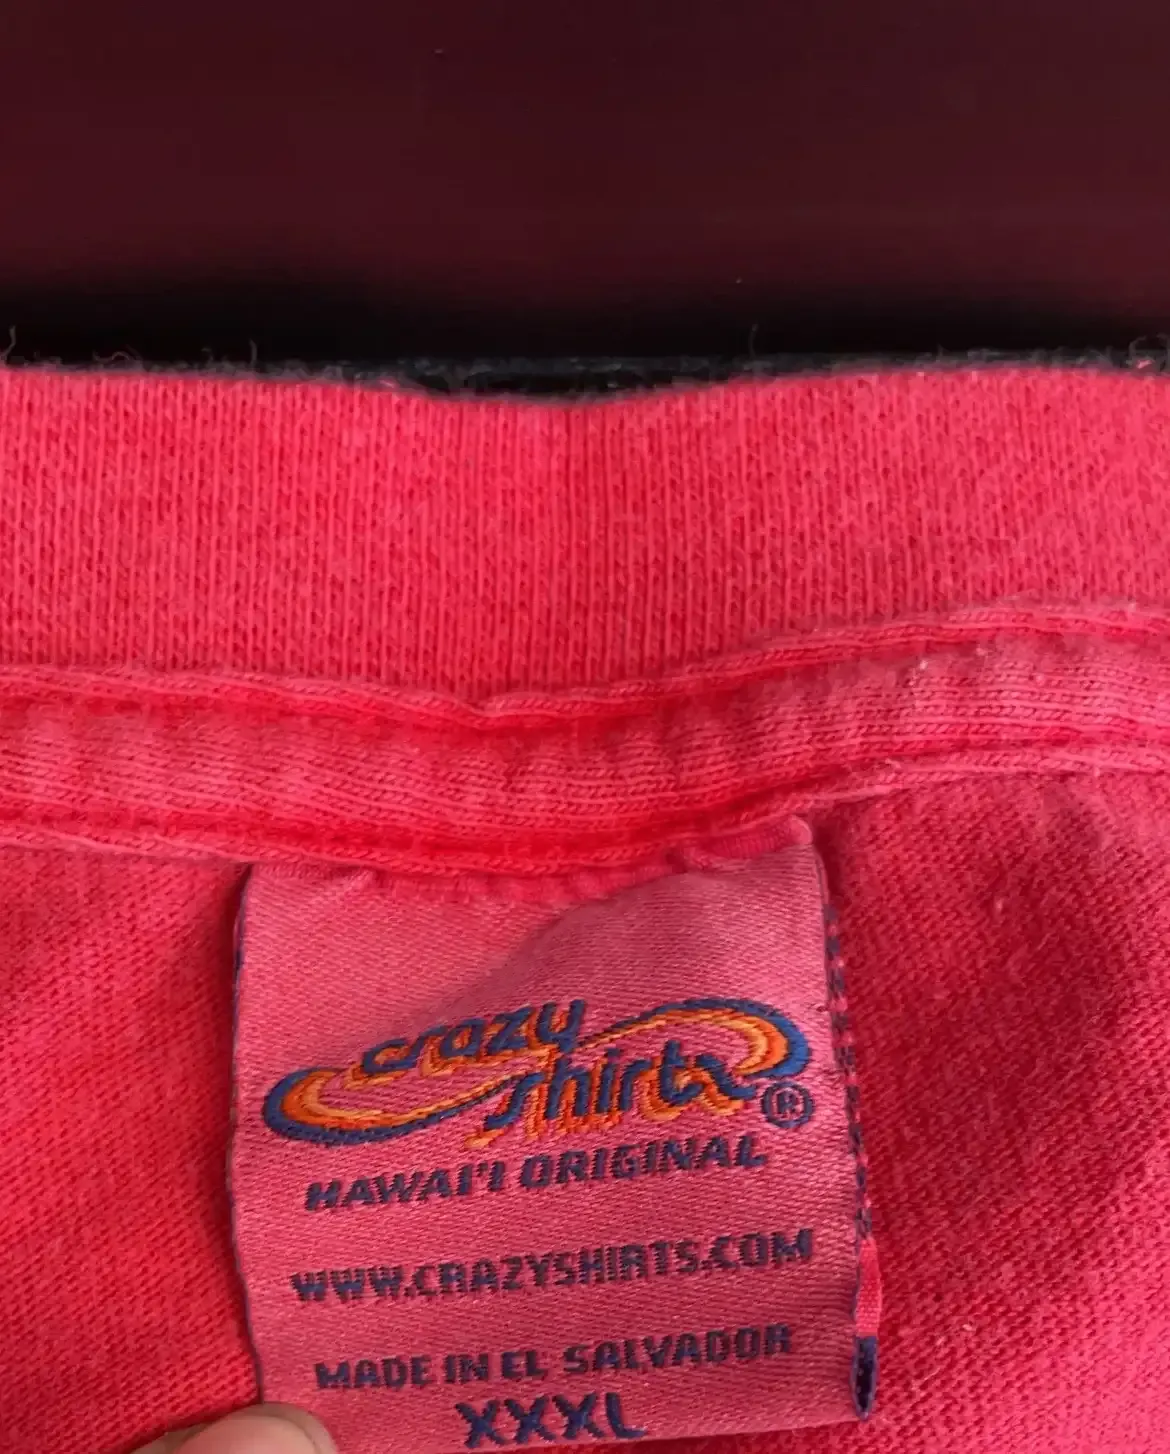 crazy
shirts®
HAWAI'I ORIGINAL
WWW.CRAZYSHIRTS.COM
MADE IN EL SALVADOR
XXXL